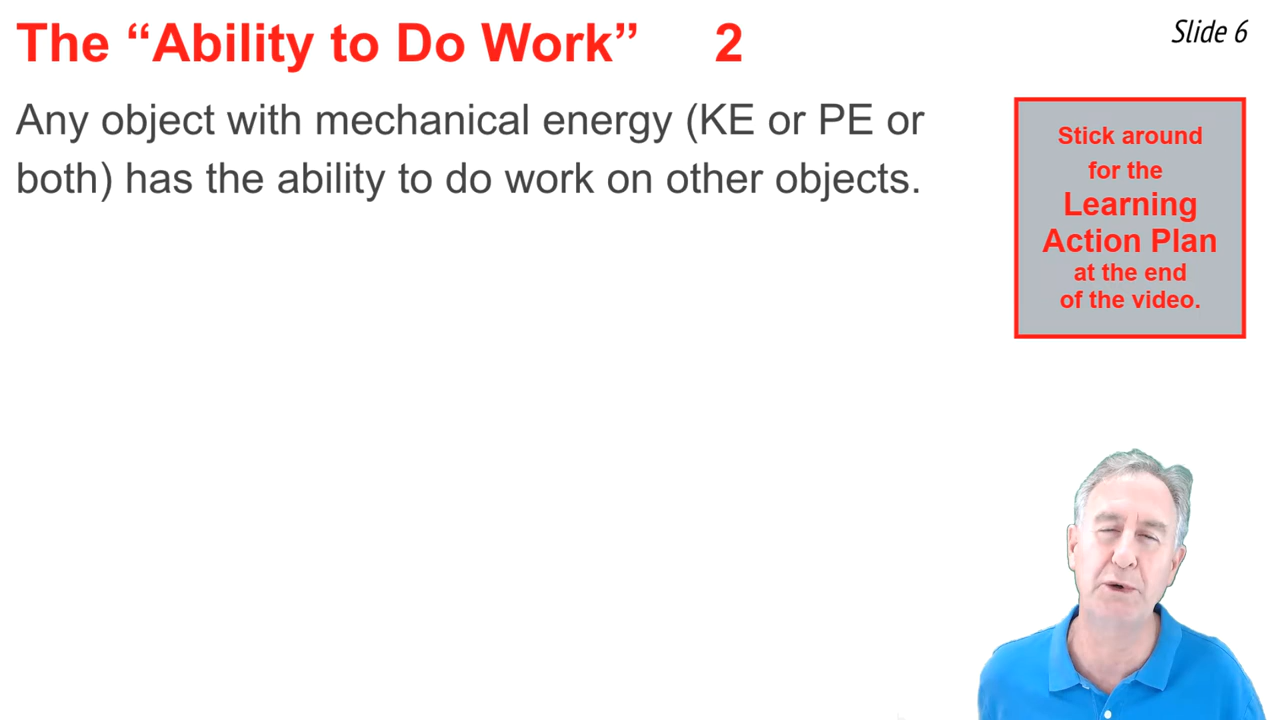 The “Ability to Do Work” 2
Slide 6
Any object with mechanical energy (KE or PE or
both) has the ability to do work on other objects.
Stick around
for the
Learning
Action Plan
at the end
of the video.